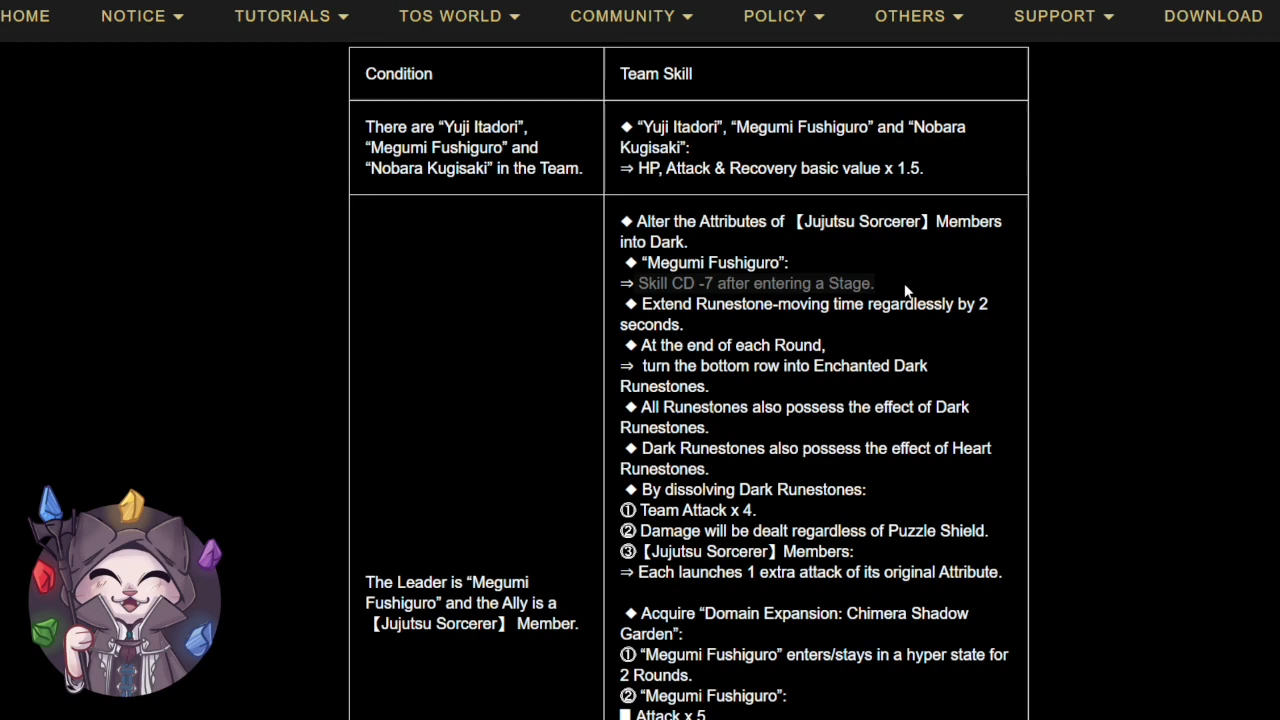 HOME NOTICE TUTORIALS TOS WORLD COMMUNITY POLICY OTHERS SUPPORT DOWNLOAD
Condition
Team Skill
There are “Yuji Itadori”,
“Megumi Fushiguro” and
“Nobara Kugisaki” in the Team.
◆ “Yuji Itadori”, “Megumi Fushiguro” and “Nobara
Kugisaki”:
⇒ HP, Attack & Recovery basic value x 1.5.
The Leader is “Megumi
Fushiguro” and the Ally is a
【Jujutsu Sorcerer】 Member.
◆ Alter the Attributes of 【Jujutsu Sorcerer】Members
into Dark.
◆ “Megumi Fushiguro”:
⇒ Skill CD -7 after entering a Stage.
◆ Extend Runestone-moving time regardlessly by 2
seconds.
◆ At the end of each Round,
⇒ turn the bottom row into Enchanted Dark
Runestones.
◆ All Runestones also possess the effect of Dark
Runestones.
◆ Dark Runestones also possess the effect of Heart
Runestones.
◆ By dissolving Dark Runestones:
① Team Attack x 4.
② Damage will be dealt regardless of Puzzle Shield.
③【Jujutsu Sorcerer】Members:
⇒ Each launches 1 extra attack of its original Attribute.
◆ Acquire “Domain Expansion: Chimera Shadow
Garden”:
① “Megumi Fushiguro” enters/stays in a hyper state for
2 Rounds.
② “Megumi Fushiguro”:
█ Attack x 5